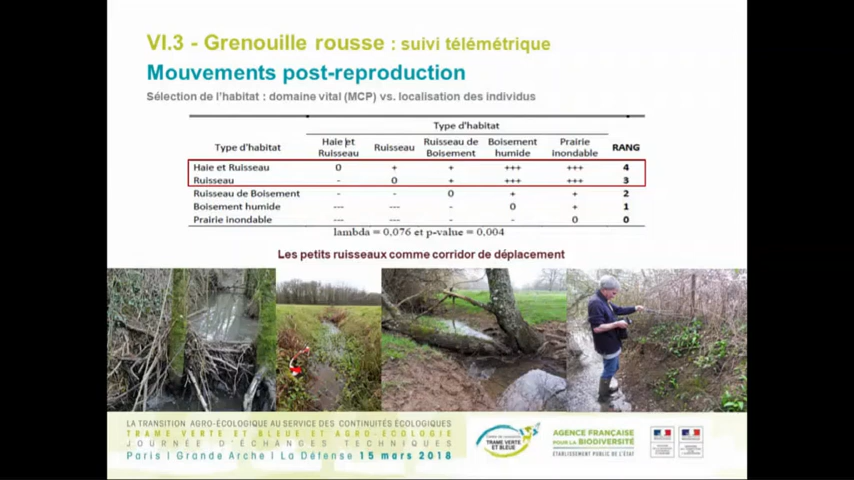 VI.3 - Grenouille rousse : suivi télémétrique
Mouvements post-reproduction
Sélection de l'habitat : domaine vital (MCP) vs. localisation des individus
Type d'habitat
Type d'habitat Haie et Ruisseau Ruisseau Ruisseau de Boisement Boisement humide Prairie inondable RANG
Haie et Ruisseau 0 + + +++ +++ 4
Ruisseau - 0 + +++ +++ 3
Ruisseau de Boisement - - 0 + + 2
Boisement humide --- --- - 0 + 1
Prairie inondable --- --- - - 0 0
lambda = 0,076 et p-value = 0,004
Les petits ruisseaux comme corridor de déplacement
LA TRANSITION AGRO-ÉCOLOGIQUE AU SERVICE DES CONTINUITÉS ÉCOLOGIQUES
TRAME VERTE ET BLEUE ET AGRO-ÉCOLOGIE
JOURNÉE D'ÉCHANGES TECHNIQUES
Paris | Grande Arche | La Défense 15 mars 2018
TRAME VERTE
ET BLEUE
AGENCE FRANÇAISE
POUR LA BIODIVERSITÉ
ÉTABLISSEMENT PUBLIC DE L'ÉTAT